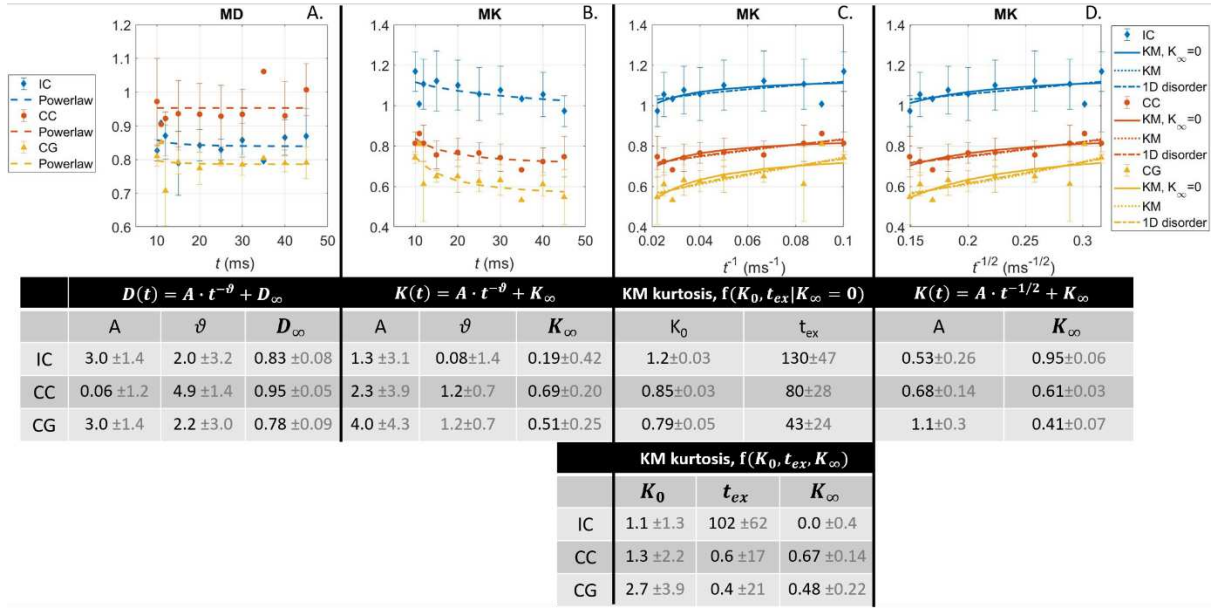 MD
A.
1.2
1.1
1
0.9
0.8
0.7
0.6
10
20
30
40
50
t (ms)
IC
Powerlaw
CC
Powerlaw
CG
Powerlaw
MK
B.
1.4
1.2
1
0.8
0.6
0.4
10
20
30
40
50
t (ms)
MK
C.
1.4
1.2
1
0.8
0.6
0.4
0.02
0.04
0.06
0.08
0.1
t⁻¹ (ms⁻¹)
MK
D.
1.4
1.2
1
0.8
0.6
0.4
0.15
0.2
0.25
0.3
t⁻¹ᐟ² (ms⁻¹ᐟ²)
IC
KM, K∞=0
KM
1D disorder
CC
KM, K∞=0
KM
1D disorder
CG
KM, K∞=0
KM
1D disorder
D(t) = A · t^-ϑ + D∞
K(t) = A · t^-ϑ + K∞
KM kurtosis, f(K₀, tₑₓ|K∞ = 0)
K(t) = A · t⁻¹ᐟ² + K∞
A ϑ D∞ A ϑ K∞ K₀ tₑₓ A K∞
IC 3.0 ±1.4 2.0 ±3.2 0.83 ±0.08 1.3 ±3.1 0.08±1.4 0.19±0.42 1.2±0.03 130±47 0.53±0.26 0.95±0.06
CC 0.06 ±1.2 4.9 ±1.4 0.95 ±0.05 2.3 ±3.9 1.2±0.7 0.69±0.20 0.85±0.03 80±28 0.68±0.14 0.61±0.03
CG 3.0 ±1.4 2.2 ±3.0 0.78 ±0.09 4.0 ±4.3 1.2±0.7 0.51±0.25 0.79±0.05 43±24 1.1±0.3 0.41±0.07
KM kurtosis, f(K₀, tₑₓ, K∞)
K₀ tₑₓ K∞
IC 1.1 ±1.3 102 ±62 0.0 ±0.4
CC 1.3 ±2.2 0.6 ±17 0.67 ±0.14
CG 2.7 ±3.9 0.4 ±21 0.48 ±0.22